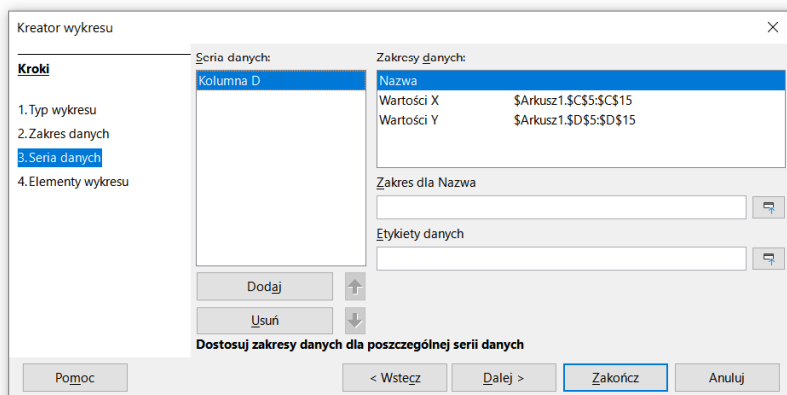 Kreator wykresu
Kroki
1.Typ wykresu
2.Zakres danych
3.Seria danych
4.Elementy wykresu
Seria danych:
Kolumna D
Dodaj
Usuń
Zakresy danych:
Nazwa
Wartości X $Arkusz1.$C$5:$C$15
Wartości Y $Arkusz1.$D$5:$D$15
Zakres dla Nazwa
Etykiety danych
Dostosuj zakresy danych dla poszczególnej serii danych
Pomoc
< Wstecz
Dalej >
Zakończ
Anuluj